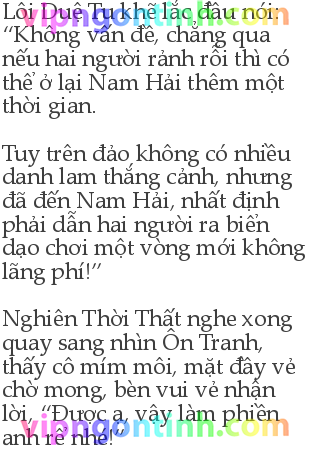 Lôi Duệ Tu khẽ lắc đầu nói:
“Không vấn đề, chẳng qua
nếu hai người rảnh rỗi thì có
thể ở lại Nam Hải thêm một
thời gian.
Tuy trên đảo không có nhiều
danh lam thắng cảnh, nhưng
đã đến Nam Hải, nhất định
phải dẫn hai người ra biển
dạo chơi một vòng mới không
lãng phí!”
Nghiên Thời Thất nghe xong
quay sang nhìn Ôn Tranh,
thấy cô mím môi, mặt đầy vẻ
chờ mong, bèn vui vẻ nhận
lời, “Được ạ, vậy làm phiền
anh rể nhé!”
vipngontinh.com
vipngontinh.com